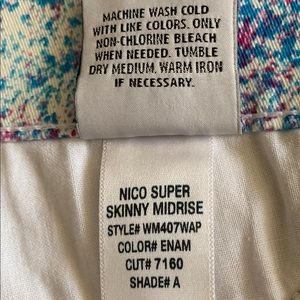 MACHINE WASH COLD
WITH LIKE COLORS. ONLY
NON-CHLORINE BLEACH
WHEN NEEDED. TUMBLE
DRY MEDIUM. WARM IRON
IF NECESSARY.
NICO SUPER
SKINNY MIDRISE
STYLE# WM407WAP
COLOR# ENAM
CUT# 7160
SHADE# A